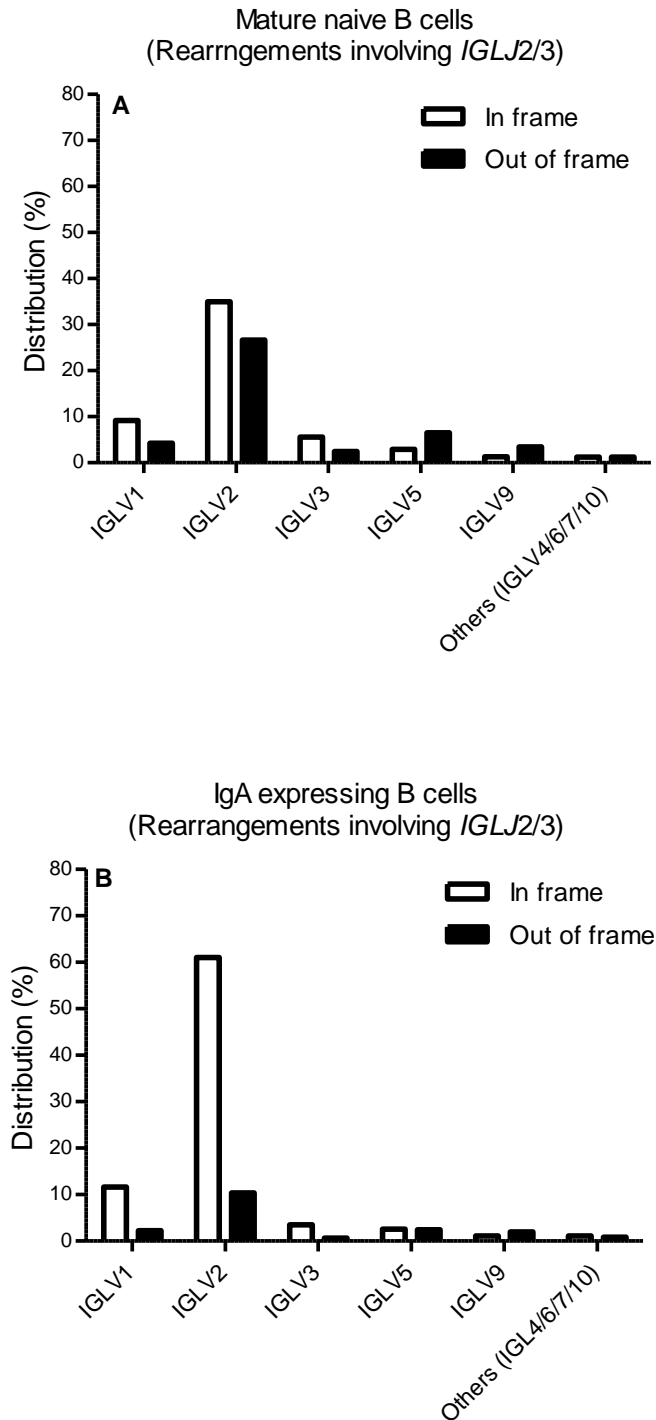 Mature naive B cells
(Rearrngements involving IGLJ2/3)
A
In frame
Out of frame
Distribution (%)
80
70
60
50
40
30
20
10
0
IGLV1
IGLV2
IGLV3
IGLV5
IGLV9
Others (IGLV4/6/7/10)
IgA expressing B cells
(Rearrangements involving IGLJ2/3)
B
In frame
Out of frame
Distribution (%)
80
70
60
50
40
30
20
10
0
IGLV1
IGLV2
IGLV3
IGLV5
IGLV9
Others (IGL4/6/7/10)